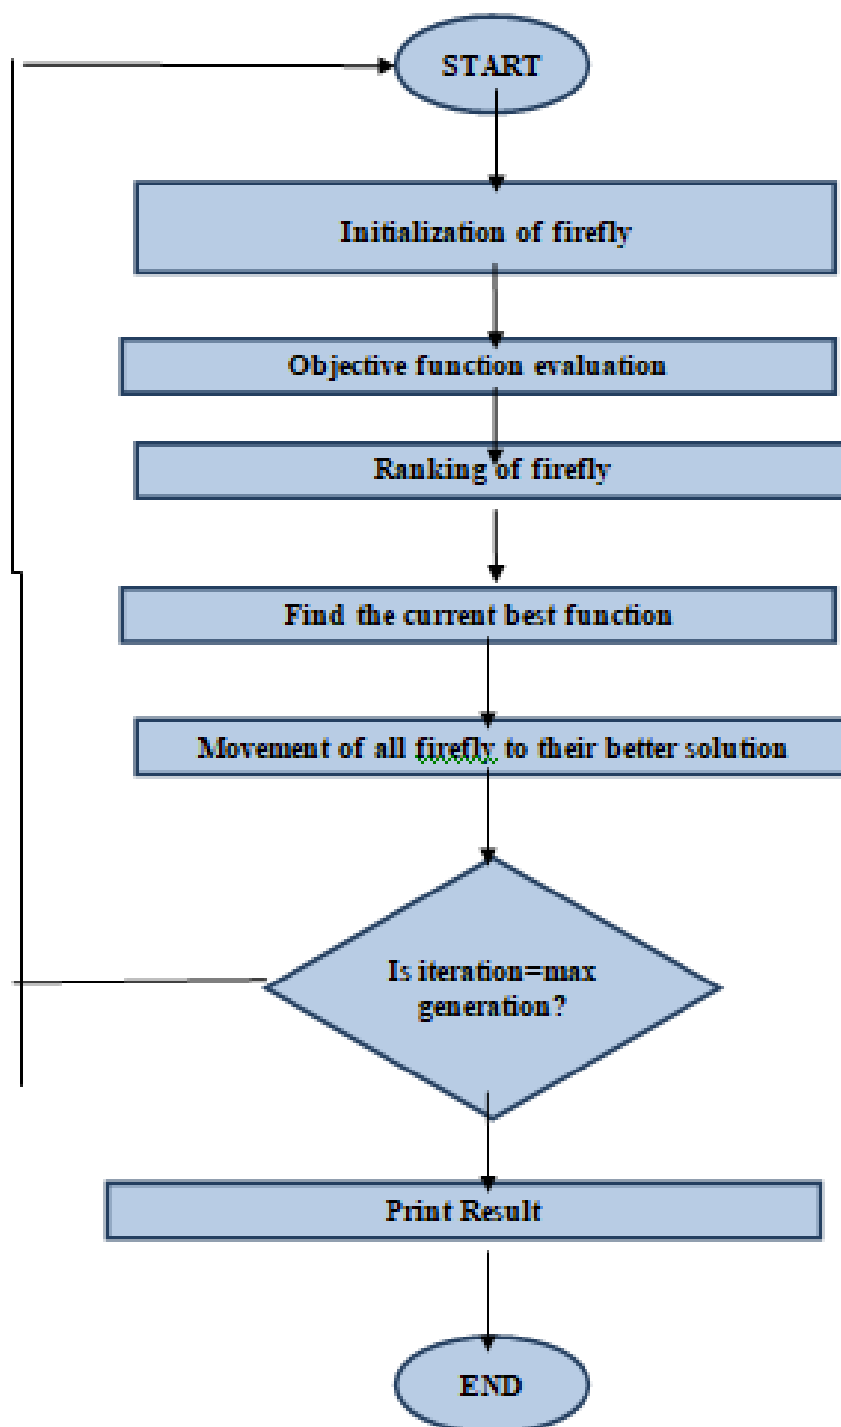 START
Initialization of firefly
Objective function evaluation
Ranking of firefly
Find the current best function
Movement of all firefly to their better solution
Is iteration=max
generation?
Print Result
END